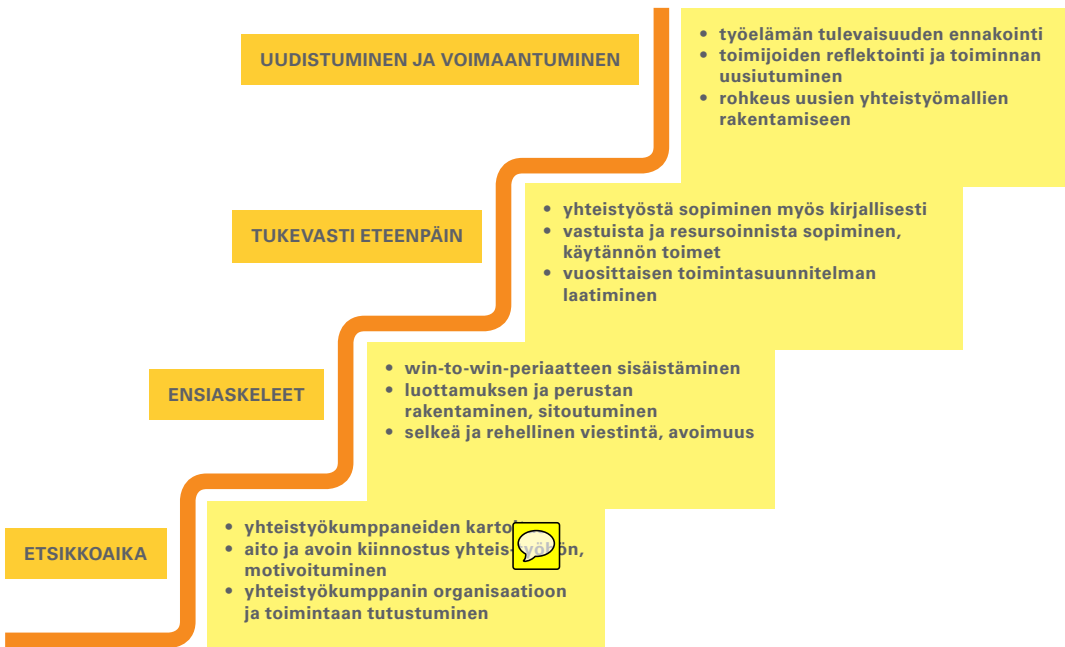 UUDISTUMINEN JA VOIMAANTUMINEN
• työelämän tulevaisuuden ennakointi
• toimijoiden reflektointi ja toiminnan
uusiutuminen
• rohkeus uusien yhteistyömallien
rakentamiseen
TUKEVASTI ETEENPÄIN
• yhteistyöstä sopiminen myös kirjallisesti
• vastuista ja resursoinnista sopiminen,
käytännön toimet
• vuosittaisen toimintasuunnitelman
laatiminen
ENSIASKELEET
• win-to-win-periaatteen sisäistäminen
• luottamuksen ja perustan
rakentaminen, sitoutuminen
• selkeä ja rehellinen viestintä, avoimuus
ETSIKKOAIKA
• yhteistyökumppaneiden
• aito ja avoin kiinnostus yhteis-työhön,
motivoituminen
• yhteistyökumppanin organisaatioon
ja toimintaan tutustuminen